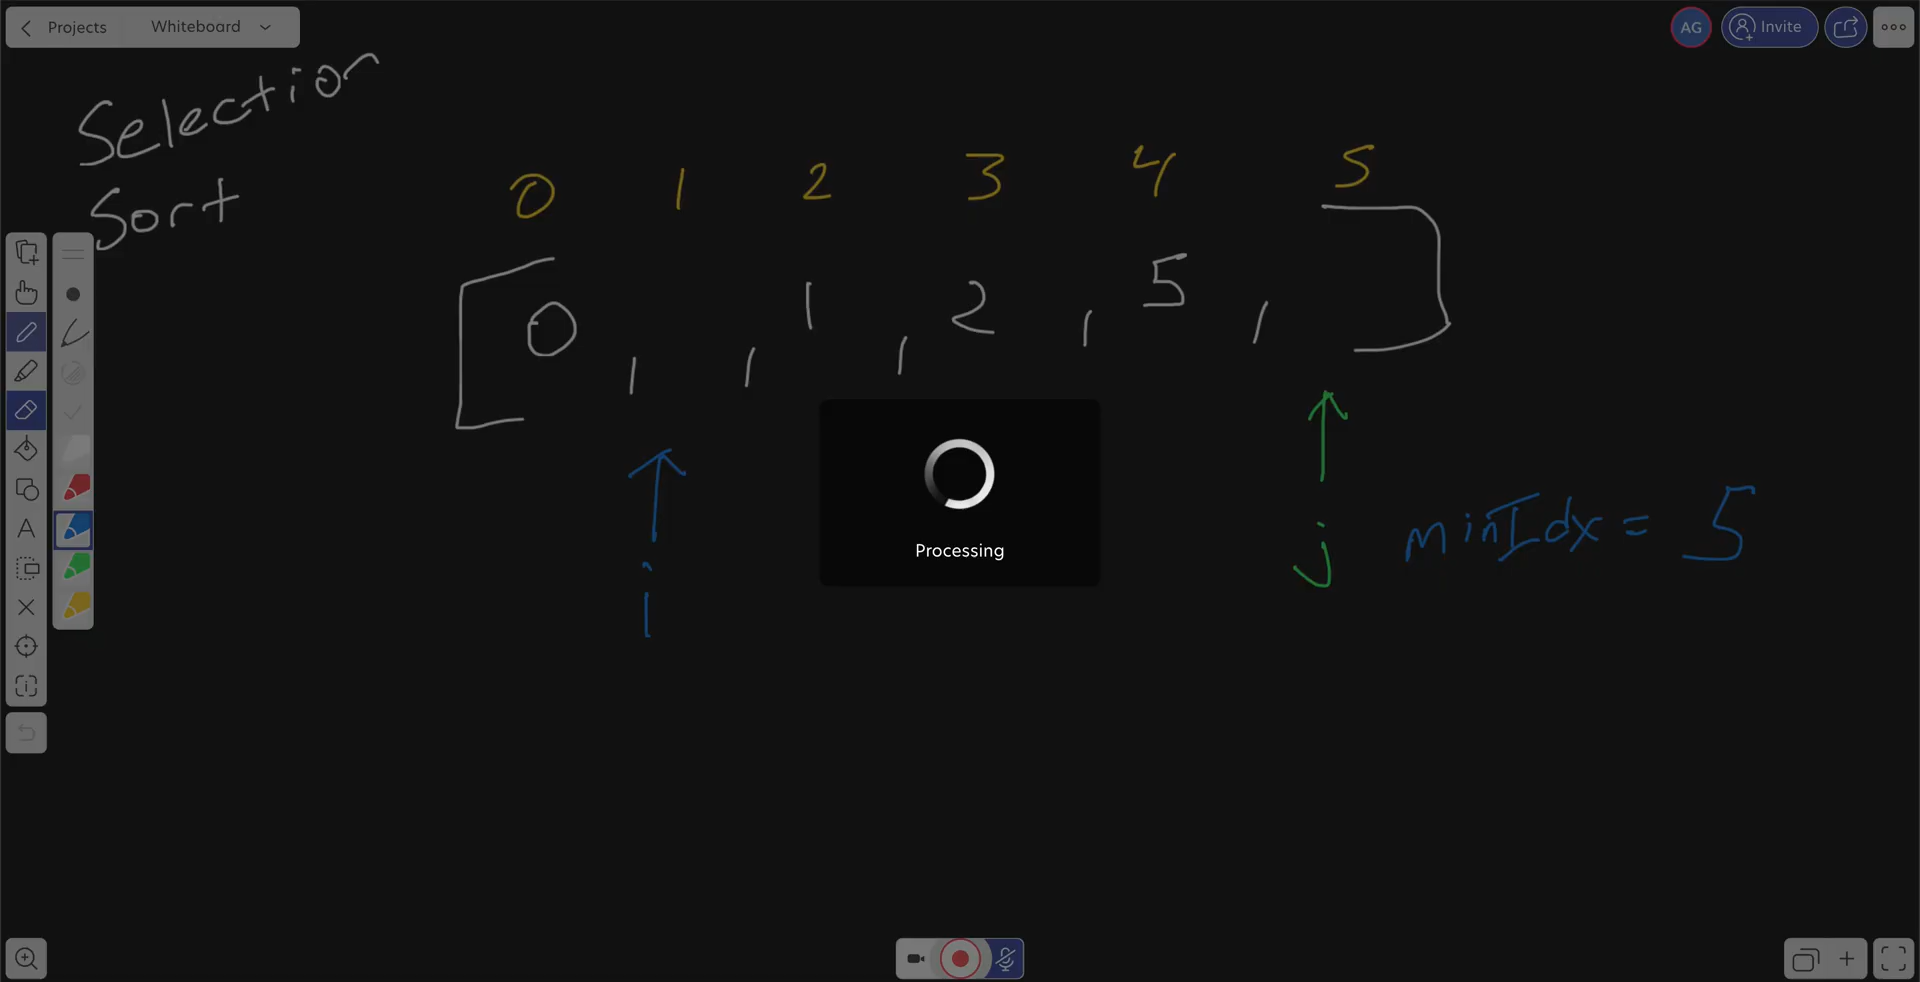 Projects Whiteboard
AG Invite
Selection
Sort
0 1 2 3 4 5
[0, , 1, 2, 5, ]
Processing
i
j
minIdx = 5
A